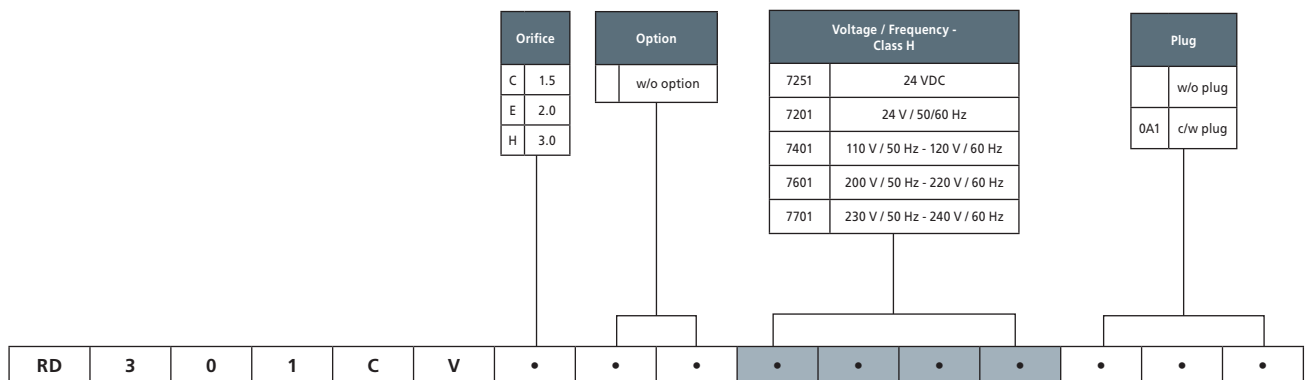 Orifice
C 1.5
E 2.0
H 3.0
Option
w/o option
Voltage / Frequency -
Class H
7251 24 VDC
7201 24 V / 50/60 Hz
7401 110 V / 50 Hz - 120 V / 60 Hz
7601 200 V / 50 Hz - 220 V / 60 Hz
7701 230 V / 50 Hz - 240 V / 60 Hz
Plug
w/o plug
0A1 c/w plug
RD 3 0 1 C V • • • • • • • • • •